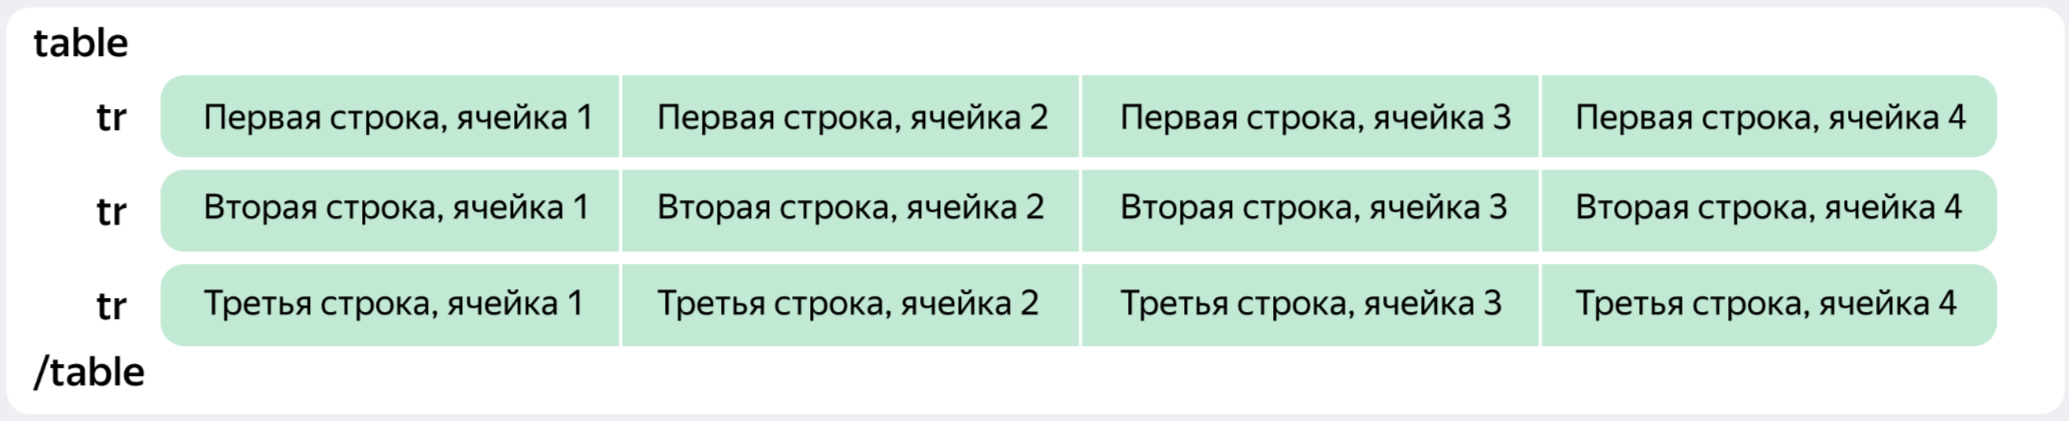 table
tr Первая строка, ячейка 1 Первая строка, ячейка 2 Первая строка, ячейка 3 Первая строка, ячейка 4
tr Вторая строка, ячейка 1 Вторая строка, ячейка 2 Вторая строка, ячейка 3 Вторая строка, ячейка 4
tr Третья строка, ячейка 1 Третья строка, ячейка 2 Третья строка, ячейка 3 Третья строка, ячейка 4
/table